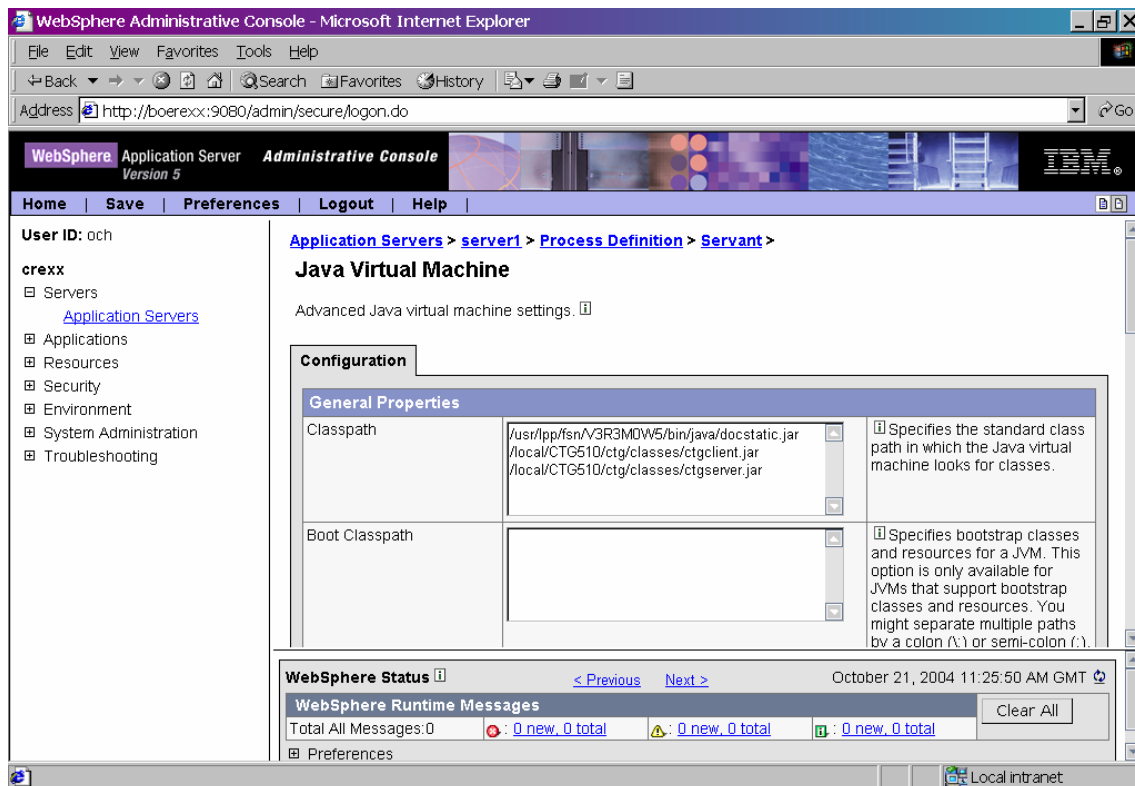 WebSphere Administrative Console - Microsoft Internet Explorer
File Edit View Favorites Tools Help
Back Search Favorites History
Address http://boerexx:9080/admin/secure/logon.do Go
WebSphere Application Server Administrative Console
Version 5
IBM
Home | Save | Preferences | Logout | Help |
User ID: och
crexx
Servers
Application Servers
Applications
Resources
Security
Environment
System Administration
Troubleshooting
Application Servers > server1 > Process Definition > Servant >
Java Virtual Machine
Advanced Java virtual machine settings.
Configuration
General Properties
Classpath
/usr/lpp/fsn/V3R3M0W5/bin/java/docstatic.jar
/local/CTG510/ctg/classes/ctgclient.jar
/local/CTG510/ctg/classes/ctgserver.jar
Specifies the standard class
path in which the Java virtual
machine looks for classes.
Boot Classpath
Specifies bootstrap classes
and resources for a JVM. This
option is only available for
JVMs that support bootstrap
classes and resources. You
might separate multiple paths
by a colon (\:) or semi-colon (;),
WebSphere Status < Previous Next > October 21, 2004 11:25:50 AM GMT
WebSphere Runtime Messages
Clear All
Total All Messages:0 : 0 new, 0 total : 0 new, 0 total : 0 new, 0 total
Preferences
Local intranet